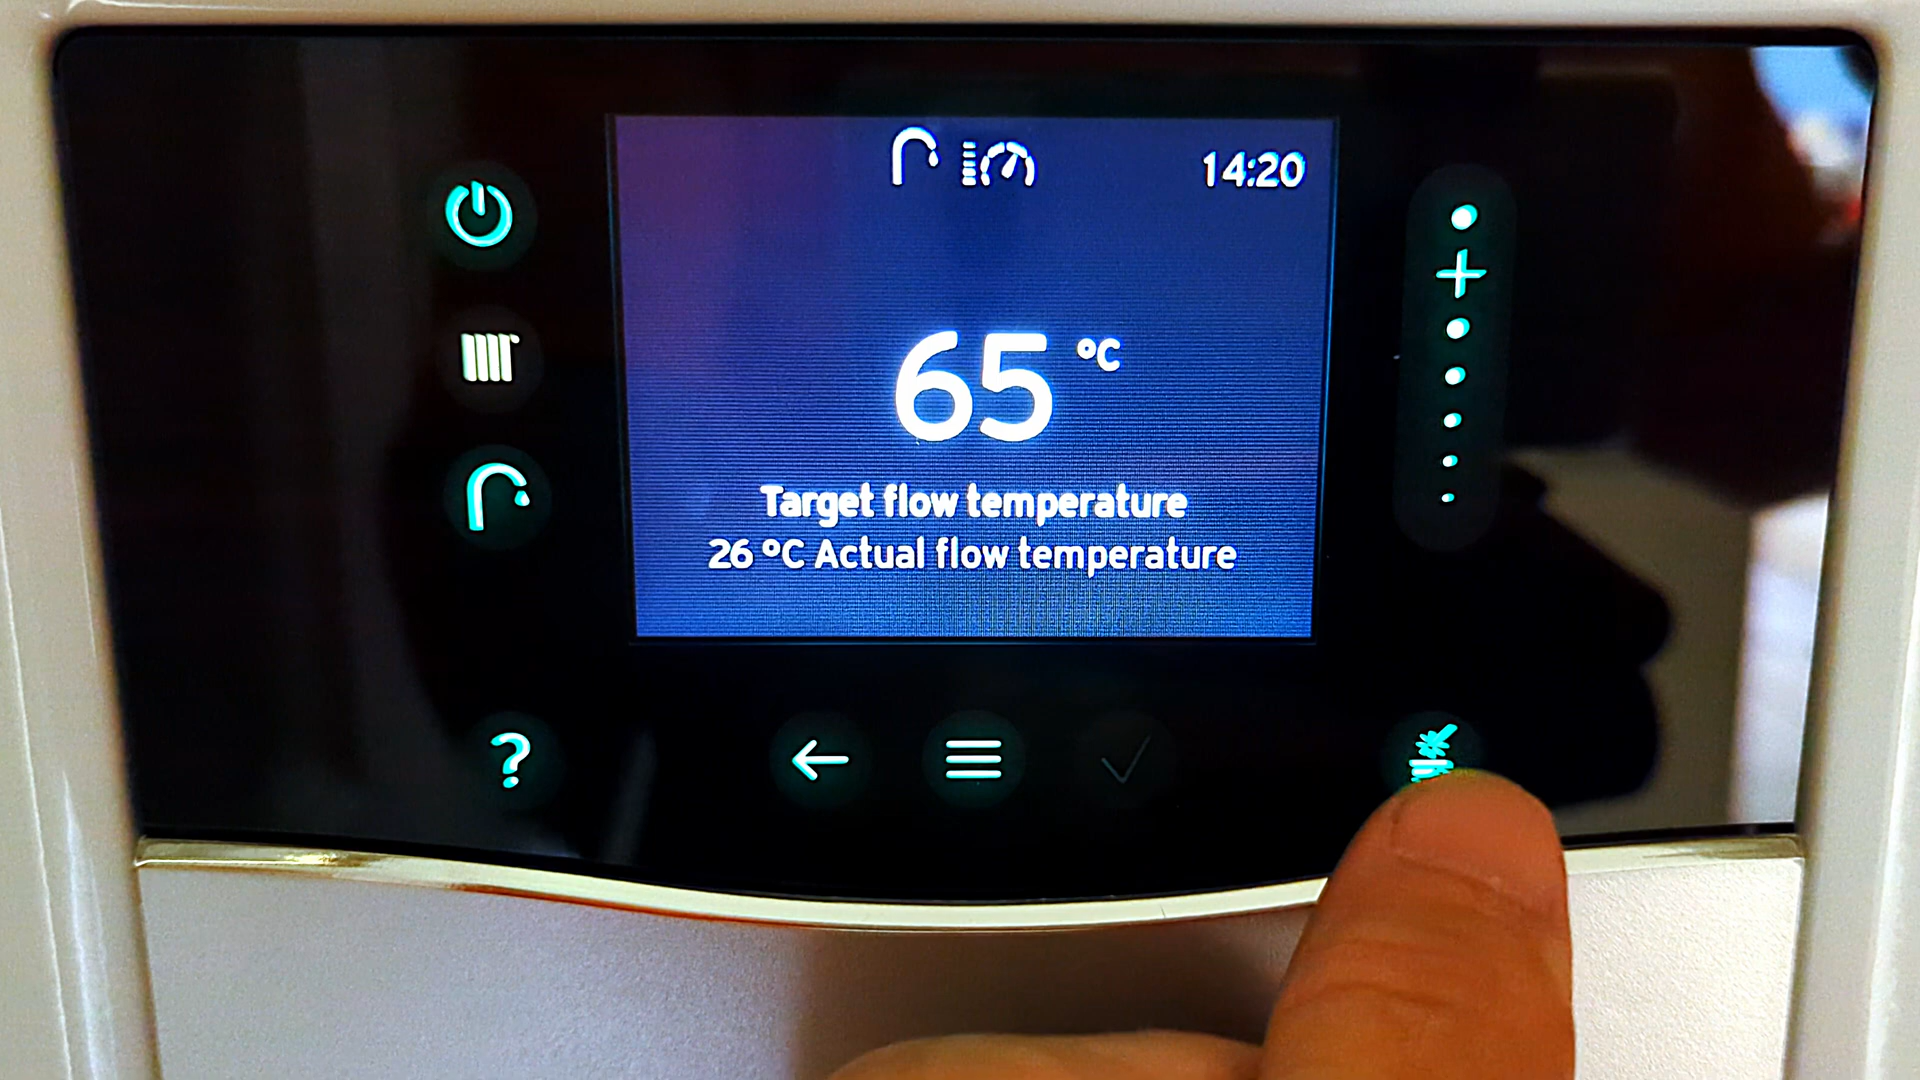 14:20
65 °C
Target flow temperature
26 °C Actual flow temperature
?